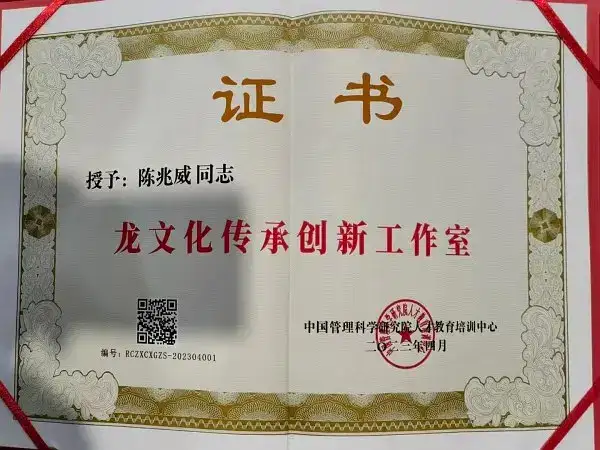 证书
授予：陈兆威同志
龙文化传承创新工作室
中国管理科学研究院人才教育培训中心
二〇二三年四月
编号：RCZXCXGZS-202304001